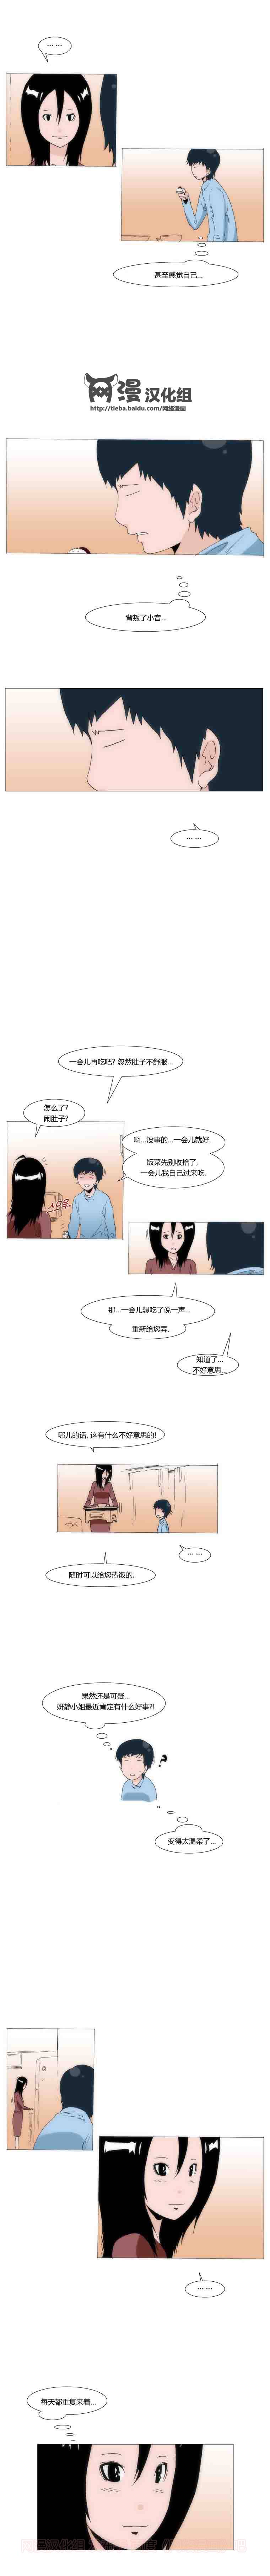 ... ...
甚至感觉自己...
网漫汉化组
http://tieba.baidu.com/网络漫画
背叛了小音...
... ...
一会儿再吃吧? 忽然肚子不舒服...
怎么了?
闹肚子?
啊...没事的...一会儿就好.
饭菜先别收拾了,
一会儿我自己过来吃.
那...一会儿想吃了说一声...
重新给您弄.
知道了...
不好意思...
哪儿的话, 这有什么不好意思的!
... ...
随时可以给您热饭的.
果然还是可疑...
妍静小姐最近肯定有什么好事?!
?
变得太温柔了...
... ...
每天都重复来着...